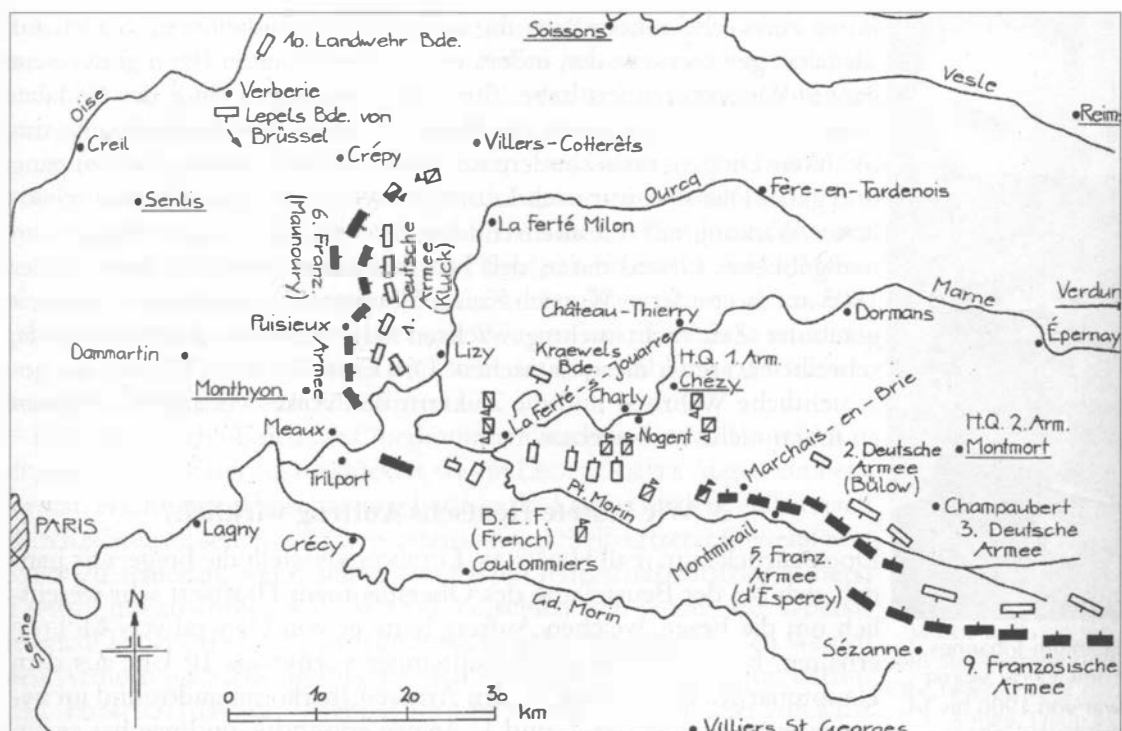 Soissons
10. Landwehr Bde.
Oise
Verberie
Vesle
Reims
Lepels Bde. von
Brüssel
Creil
Crépy
Villers-Cotterêts
Senlis
Ourcq
Fère-en-Tardenois
La Ferté Milon
6. Franz. Armee
(Maunoury)
1. Deutsche
Armee
(Kluck)
Marne
Verdun
Château-Thierry
Dormans
Épernay
Puisieux
Dammartin
Lizy
Kraewels
Bde.
H.Q. 1. Arm.
Chézy
Monthyon
La Ferté-s.-Jouarre
Charly
Meaux
Nogent
Marchais-en-Brie
H.Q. 2. Arm.
Montmort
2. Deutsche
Armee
(Bülow)
Trilport
Pt. Morin
PARIS
Lagny
B.E.F.
(French)
Champaubert
3. Deutsche
Armee
Crécy
Montmirail
5. Franz.
Armee
(d'Esperey)
Coulommiers
Gd. Morin
N
Seine
Sézanne
9. Französische
Armee
0 10 20 30
km
Villiers St. Georges